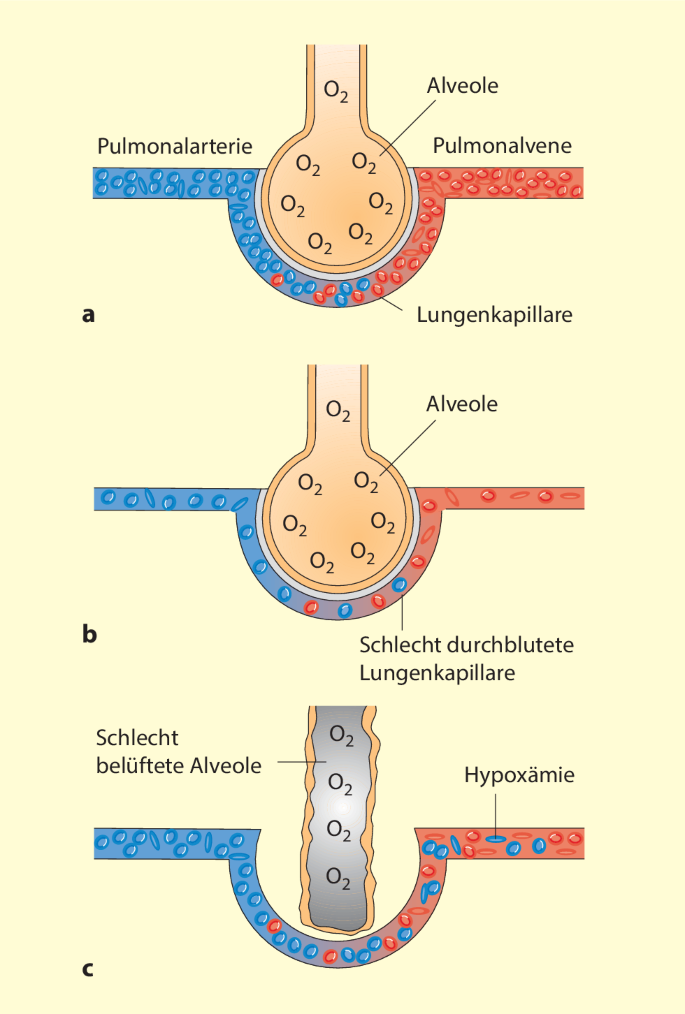 O2
Alveole
Pulmonalarterie
Pulmonalvene
O2
O2
O2
O2
O2
O2
a
Lungenkapillare
O2
Alveole
O2
O2
O2
O2
O2
O2
b
Schlecht durchblutete
Lungenkapillare
Schlecht
belüftete Alveole
O2
O2
O2
O2
Hypoxämie
c